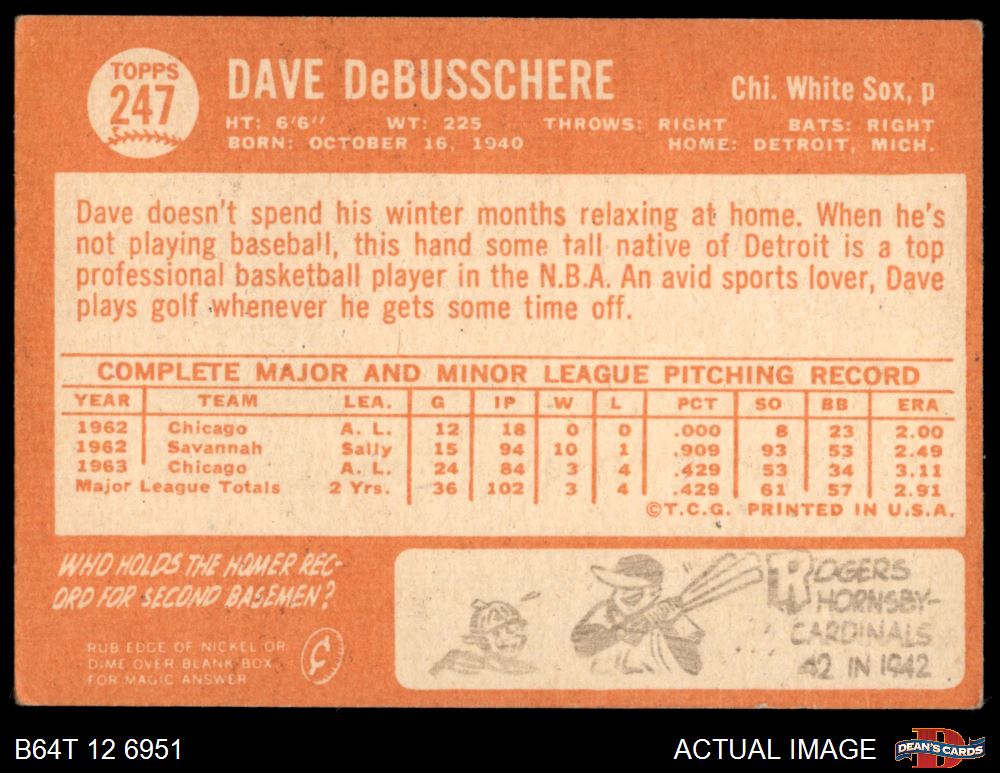 TOPPS
247
DAVE DeBUSSCHERE
Chi. White Sox, p
HT: 6'6" WT: 225 THROWS: RIGHT BATS: RIGHT
BORN: OCTOBER 16, 1940 HOME: DETROIT, MICH.
Dave doesn't spend his winter months relaxing at home. When he's
not playing baseball, this hand some tall native of Detroit is a top
professional basketball player in the N.B.A. An avid sports lover, Dave
plays golf whenever he gets some time off.
COMPLETE MAJOR AND MINOR LEAGUE PITCHING RECORD
YEAR TEAM LEA. G IP W L PCT SO BB ERA
1962 Chicago A. L. 12 18 0 0 .000 8 23 2.00
1962 Savannah Sally 15 94 10 1 .909 93 53 2.49
1963 Chicago A. L. 24 84 3 4 .429 53 34 3.11
Major League Totals 2 Yrs. 36 102 3 4 .429 61 57 2.91
©T.C.G. PRINTED IN U.S.A.
WHO HOLDS THE HOMER REC-
ORD FOR SECOND BASEMEN?
RUB EDGE OF NICKEL OR
DIME OVER BLANK BOX
FOR MAGIC ANSWER
¢
ROGERS
HORNSBY-
CARDINALS
42 IN 1942
B64T 12 6951
ACTUAL IMAGE
DEAN'S CARDS